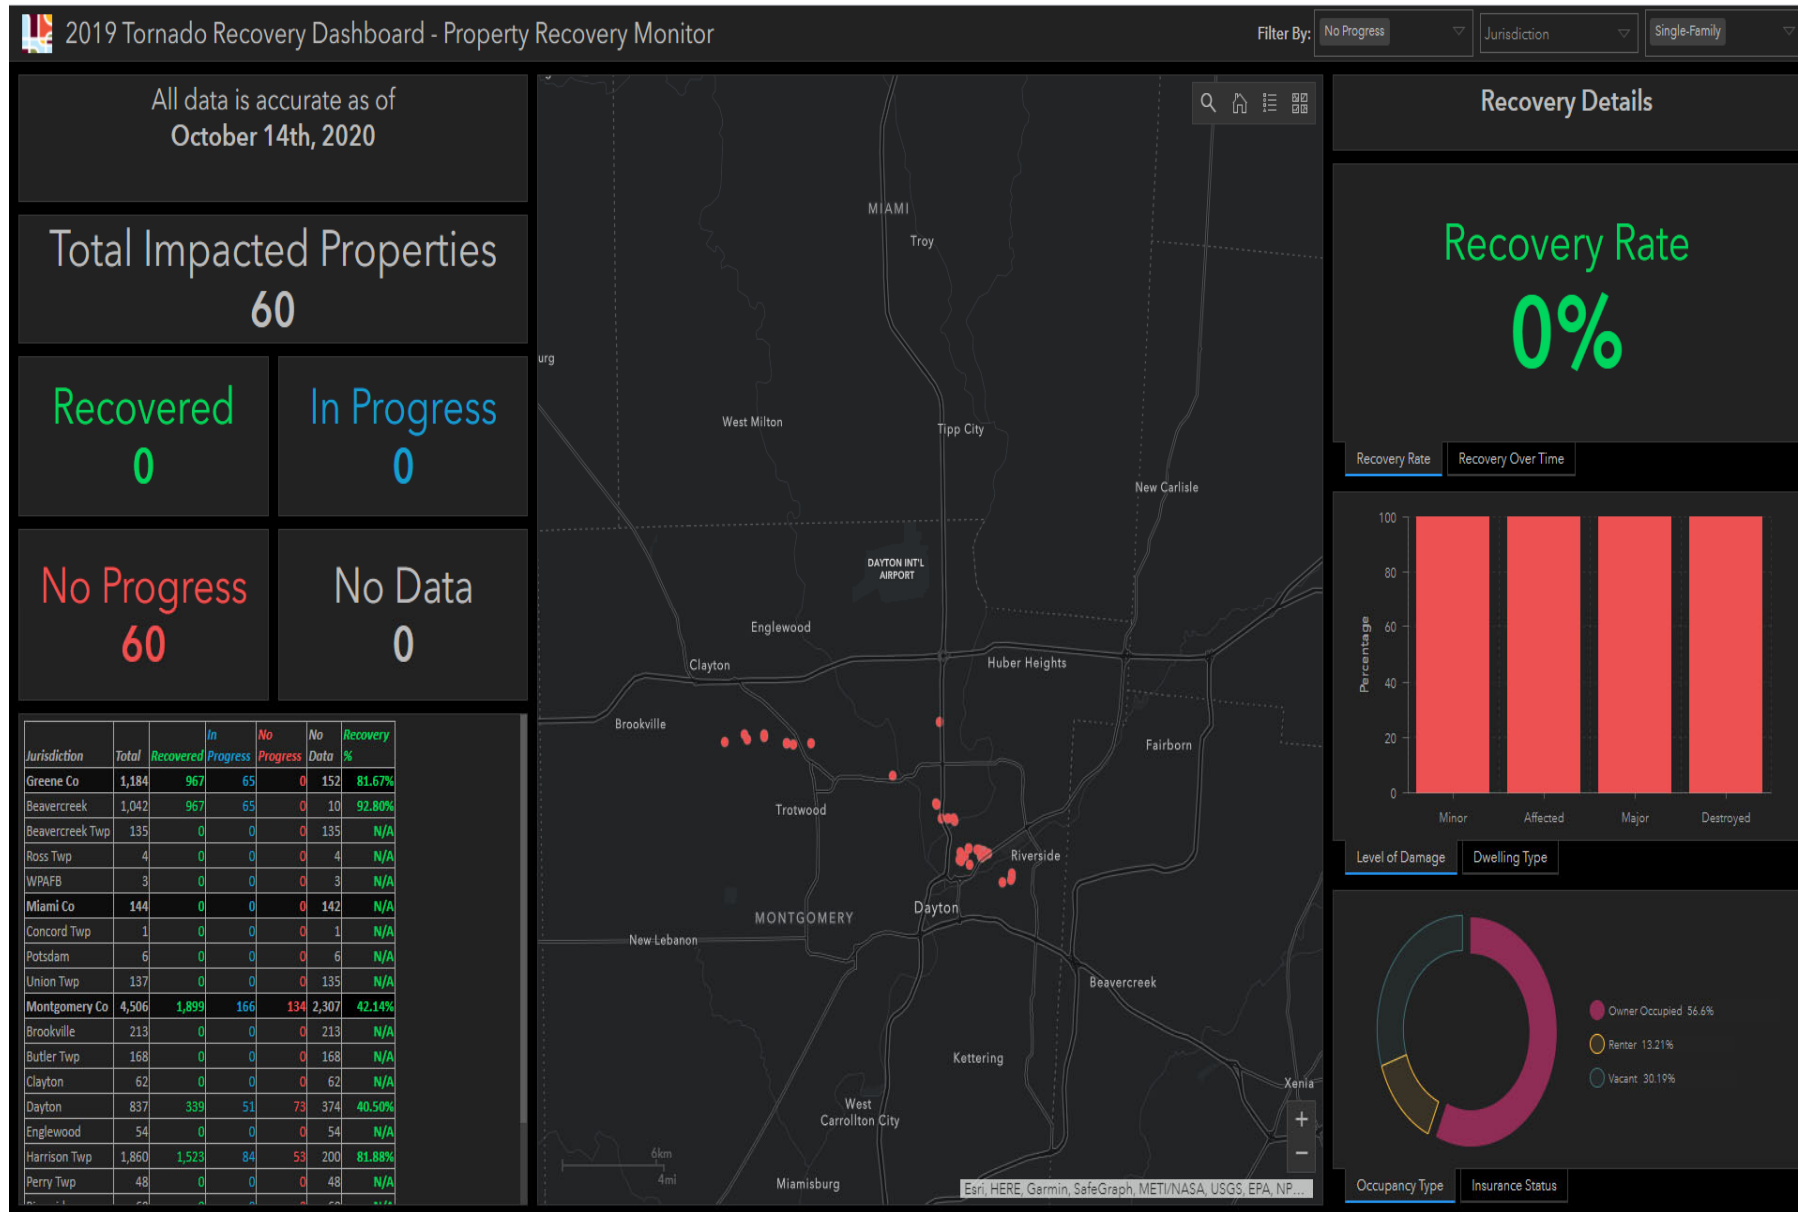 2019 Tornado Recovery Dashboard - Property Recovery Monitor
Filter By:
No Progress
Jurisdiction
Single-Family
All data is accurate as of
October 14th, 2020
Total Impacted Properties
60
Recovered
0
In Progress
0
No Progress
60
No Data
0
Jurisdiction Total Recovered In Progress No Progress No Data Recovery %
Greene Co 1,184 967 65 0 152 81.67%
Beavercreek 1,042 967 65 0 10 92.80%
Beavercreek Twp 135 0 0 0 135 N/A
Ross Twp 4 0 0 0 4 N/A
WPAFB 3 0 0 0 3 N/A
Miami Co 144 0 0 0 142 N/A
Concord Twp 1 0 0 0 1 N/A
Potsdam 6 0 0 0 6 N/A
Union Twp 137 0 0 0 135 N/A
Montgomery Co 4,506 1,899 166 134 2,307 42.14%
Brookville 213 0 0 0 213 N/A
Butler Twp 168 0 0 0 168 N/A
Clayton 62 0 0 0 62 N/A
Dayton 837 339 51 73 374 40.50%
Englewood 54 0 0 0 54 N/A
Harrison Twp 1,860 1,523 84 53 200 81.88%
Perry Twp 48 0 0 0 48 N/A
MIAMI
Troy
urg
West Milton
Tipp City
New Carlisle
DAYTON INT'L
AIRPORT
Englewood
Clayton
Huber Heights
Brookville
Fairborn
Trotwood
Riverside
Dayton
MONTGOMERY
New Lebanon
Beavercreek
Kettering
Xenia
West
Carrollton City
Miamisburg
6km
4mi
+
−
Esri, HERE, Garmin, SafeGraph, METI/NASA, USGS, EPA, NP...
Recovery Details
Recovery Rate
0%
Recovery Rate
Recovery Over Time
100
80
60
40
20
0
Percentage
Minor
Affected
Major
Destroyed
Level of Damage
Dwelling Type
Owner Occupied 56.6%
Renter 13.21%
Vacant 30.19%
Occupancy Type
Insurance Status